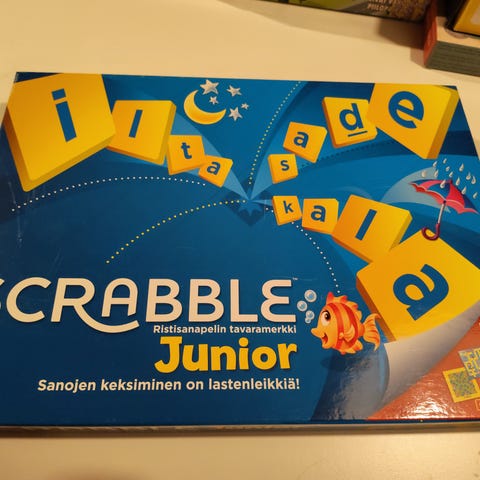 ilta
sade
kala
SCRABBLE
Ristisanapelin tavaramerkki
Junior
Sanojen keksiminen on lastenleikkiä!